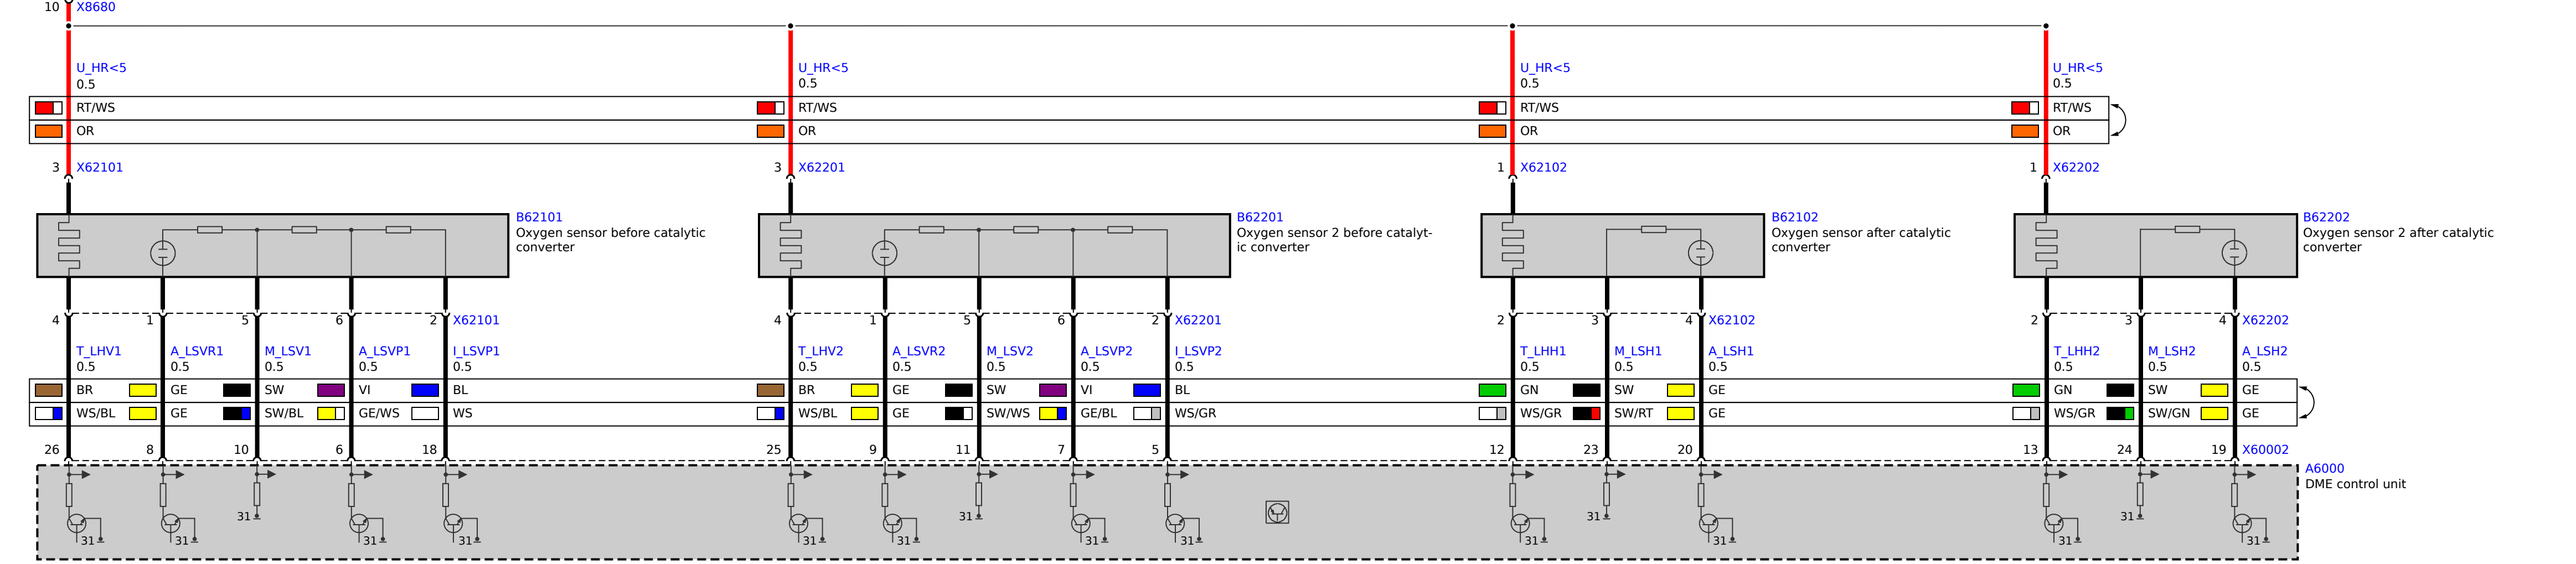 10 X8680
U_HR<5 U_HR<5 U_HR<5 U_HR<5
0.5 0.5 0.5 0.5
RT/WS RT/WS RT/WS RT/WS
OR OR OR OR
3 X62101 3 X62201 1 X62102 1 X62202
B62101 B62201 B62102 B62202
Oxygen sensor before catalytic Oxygen sensor 2 before catalyt- Oxygen sensor after catalytic Oxygen sensor 2 after catalytic
converter ic converter converter converter
4 1 5 6 2 X62101 4 1 5 6 2 X62201 2 3 4 X62102 2 3 4 X62202
T_LHV1 A_LSVR1 M_LSV1 A_LSVP1 I_LSVP1 T_LHV2 A_LSVR2 M_LSV2 A_LSVP2 I_LSVP2 T_LHH1 M_LSH1 A_LSH1 T_LHH2 M_LSH2 A_LSH2
0.5 0.5 0.5 0.5 0.5 0.5 0.5 0.5 0.5 0.5 0.5 0.5 0.5 0.5 0.5 0.5
BR GE SW VI BL BR GE SW VI BL GN SW GE GN SW GE
WS/BL GE SW/BL GE/WS WS WS/BL GE SW/WS GE/BL WS/GR WS/GR SW/RT GE WS/GR SW/GN GE
26 8 10 6 18 25 9 11 7 5 12 23 20 13 24 19 X60002
A6000
DME control unit
31 31 31 31
31 31 31 31 31 31 31 31 31 31 31 31